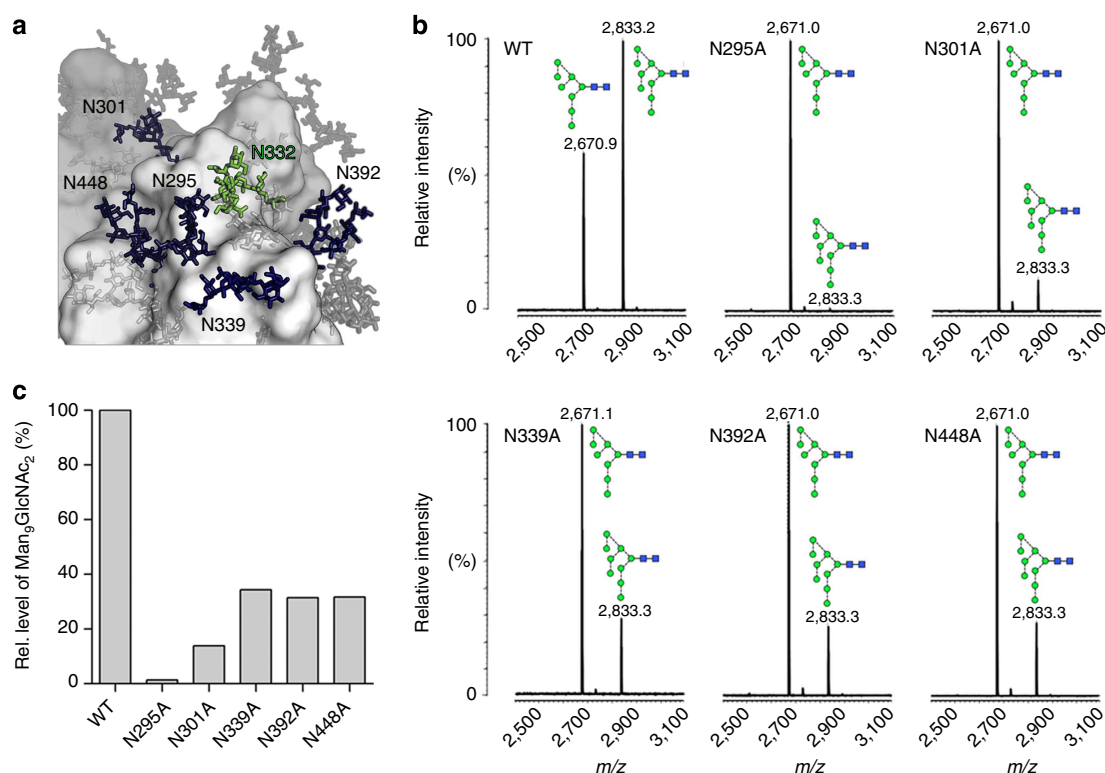 a
N301
N332
N448
N295
N392
N339
b
WT
2,833.2
2,670.9
N295A
2,671.0
2,833.3
N301A
2,671.0
2,833.3
Relative intensity
(%)
100
0
2,500
2,700
2,900
3,100
2,500
2,700
2,900
3,100
2,500
2,700
2,900
3,100
N339A
2,671.1
2,833.3
N392A
2,671.0
2,833.3
N448A
2,671.0
2,833.3
Relative intensity
(%)
100
0
2,500
2,700
2,900
3,100
2,500
2,700
2,900
3,100
2,500
2,700
2,900
3,100
m/z
m/z
m/z
c
Rel. level of Man9GlcNAc2 (%)
100
80
60
40
20
0
WT
N295A
N301A
N339A
N392A
N448A